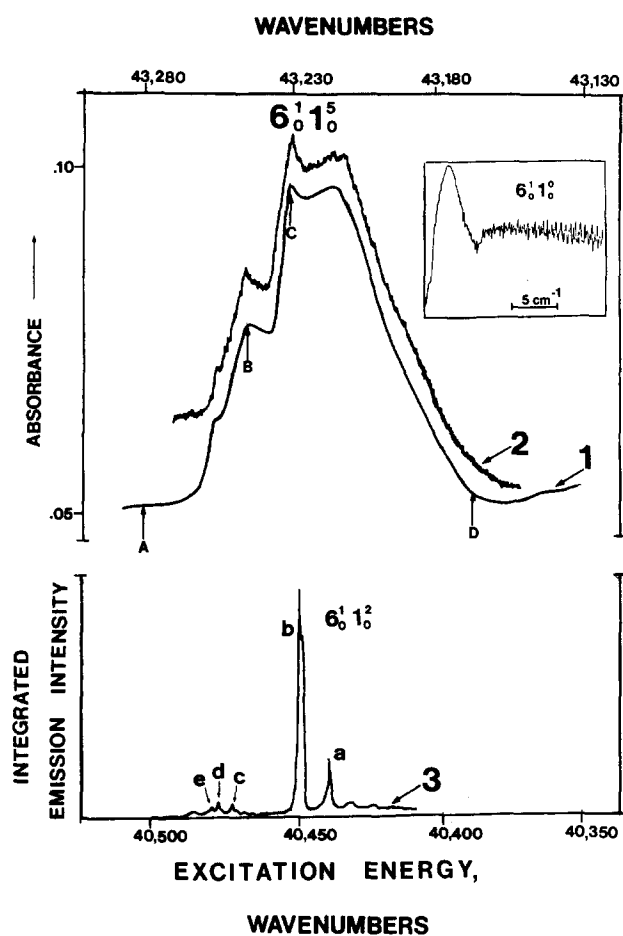 WAVENUMBERS
43,280 43,230 43,180 43,130
6¹₀1⁵₀
.10
6¹₀1⁰₀
C
5 cm⁻¹
ABSORBANCE
B
2
1
.05
A
D
INTEGRATED
EMISSION INTENSITY
b
6¹₀1²₀
a
e d c
3
40,500 40,450 40,400 40,350
EXCITATION ENERGY,
WAVENUMBERS